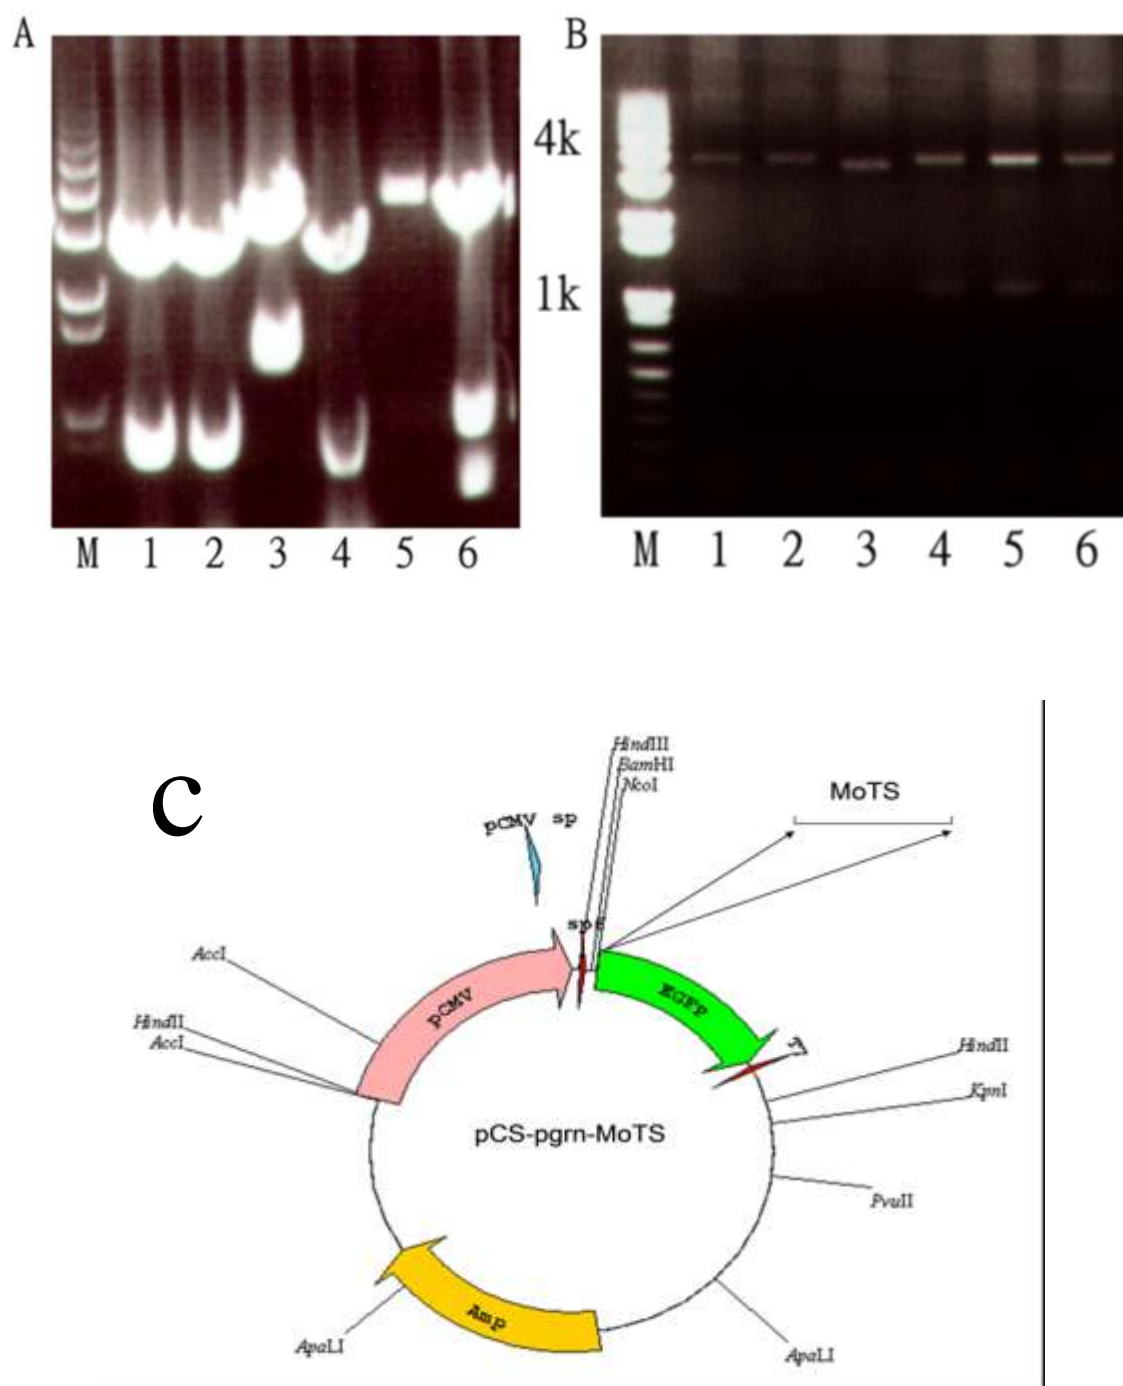 A
B
4k
1k
M 1 2 3 4 5 6
M 1 2 3 4 5 6
C
HindIII
BamHI
NcoI
MoTS
pCMV sp
AccI
pCMV
EGFP
HindII
AccI
HindII
KpnI
pCS-pgrn-MoTS
PvuII
Amp
ApaLI
ApaLI